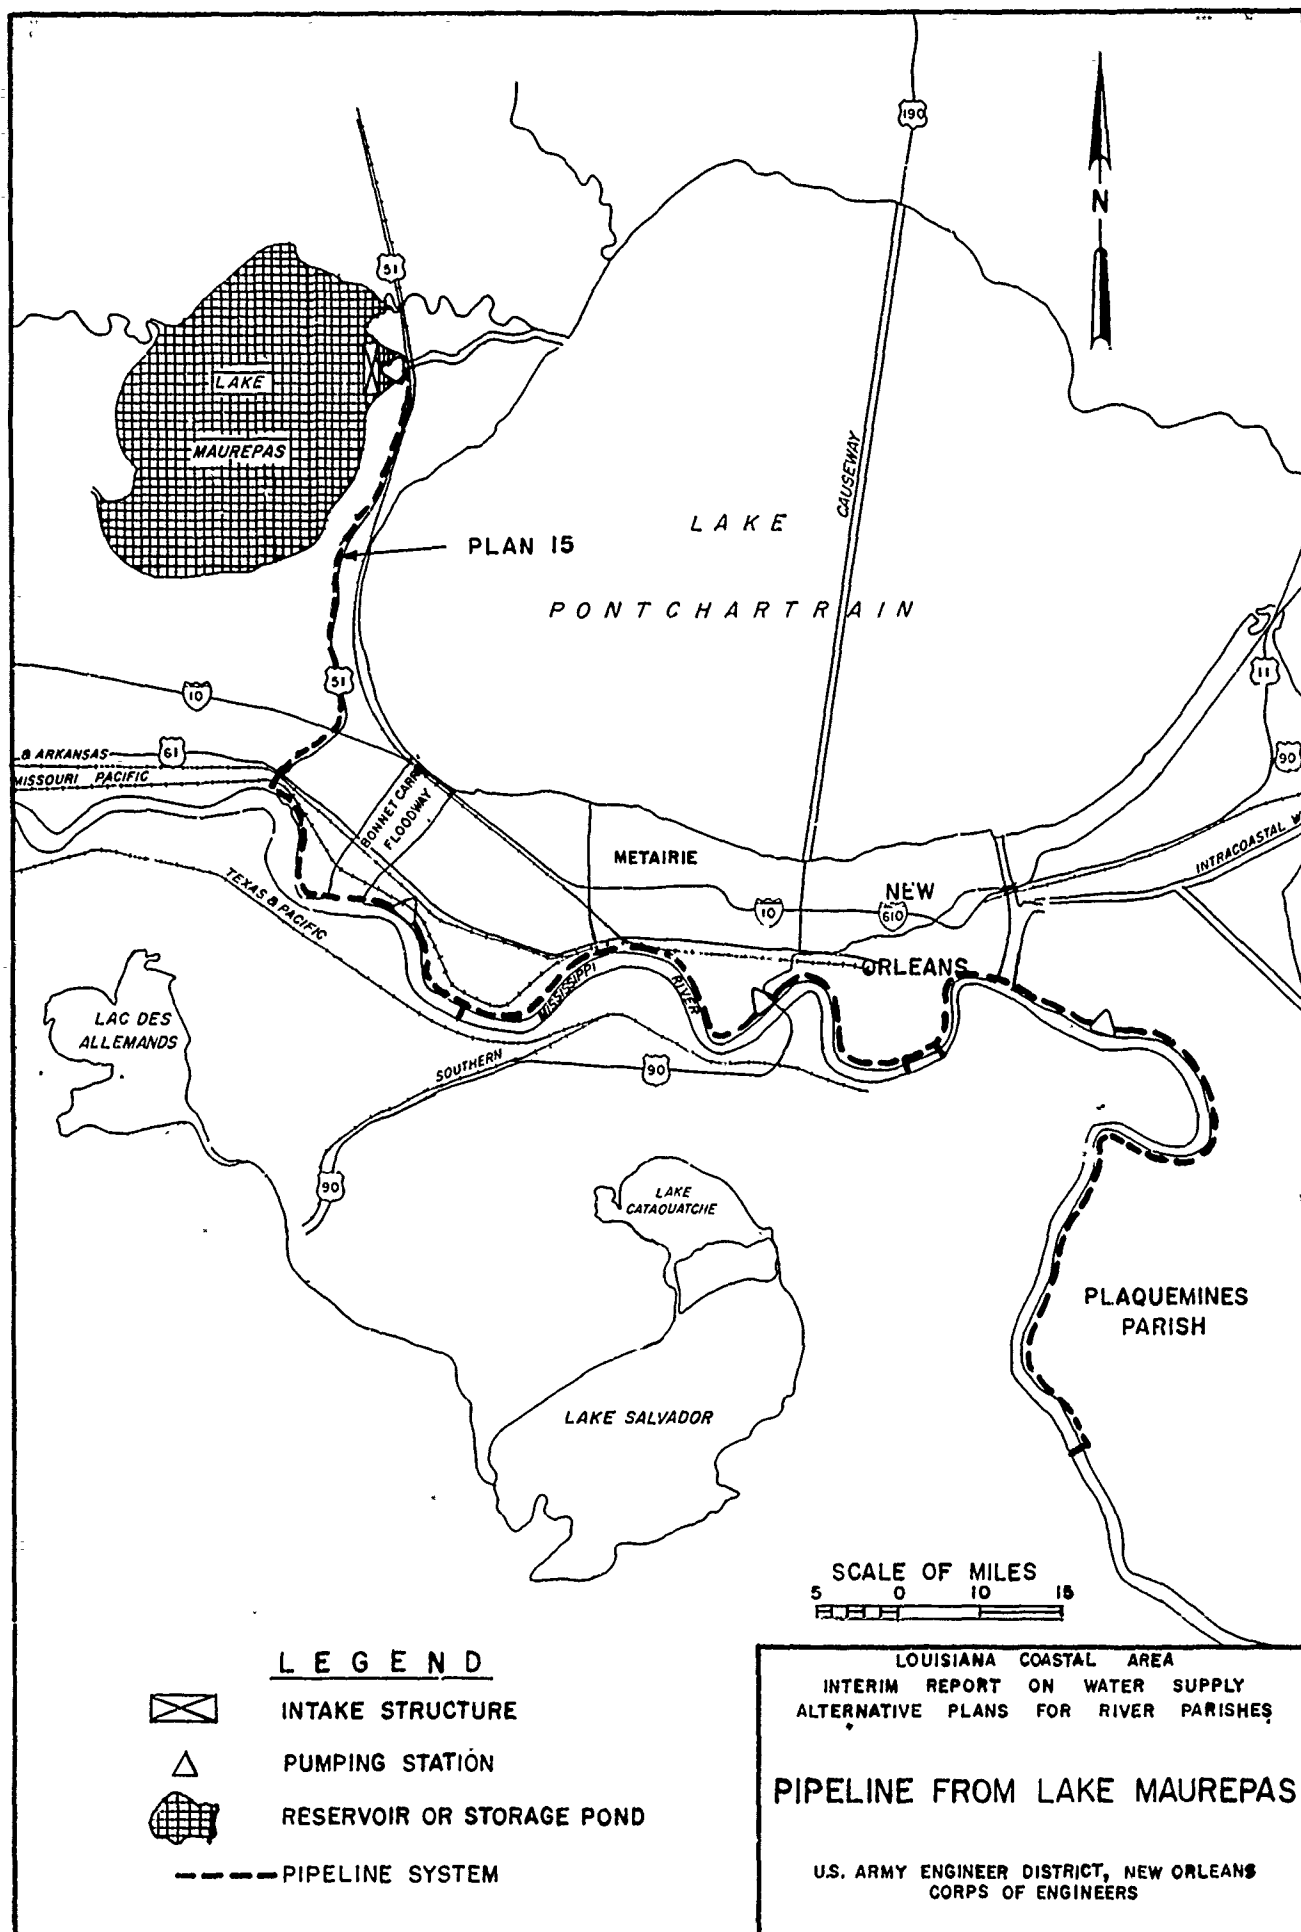 190
N
51
LAKE
MAUREPAS
CAUSEWAY
LAKE
PLAN 15
PONTCHARTRAIN
51
10
11
& ARKANSAS
61
90
MISSOURI PACIFIC
BONNET CARRE
FLOODWAY
METAIRIE
INTRACOASTAL W
TEXAS & PACIFIC
NEW
10
610
ORLEANS
MISSISSIPPI
RIVER
LAC DES
ALLEMANDS
SOUTHERN
90
90
LAKE
CATAOUATCHE
PLAQUEMINES
PARISH
LAKE SALVADOR
SCALE OF MILES
5 0 10 15
LEGEND
INTAKE STRUCTURE
PUMPING STATION
RESERVOIR OR STORAGE POND
PIPELINE SYSTEM
LOUISIANA COASTAL AREA
INTERIM REPORT ON WATER SUPPLY
ALTERNATIVE PLANS FOR RIVER PARISHES
PIPELINE FROM LAKE MAUREPAS
U.S. ARMY ENGINEER DISTRICT, NEW ORLEANS
CORPS OF ENGINEERS